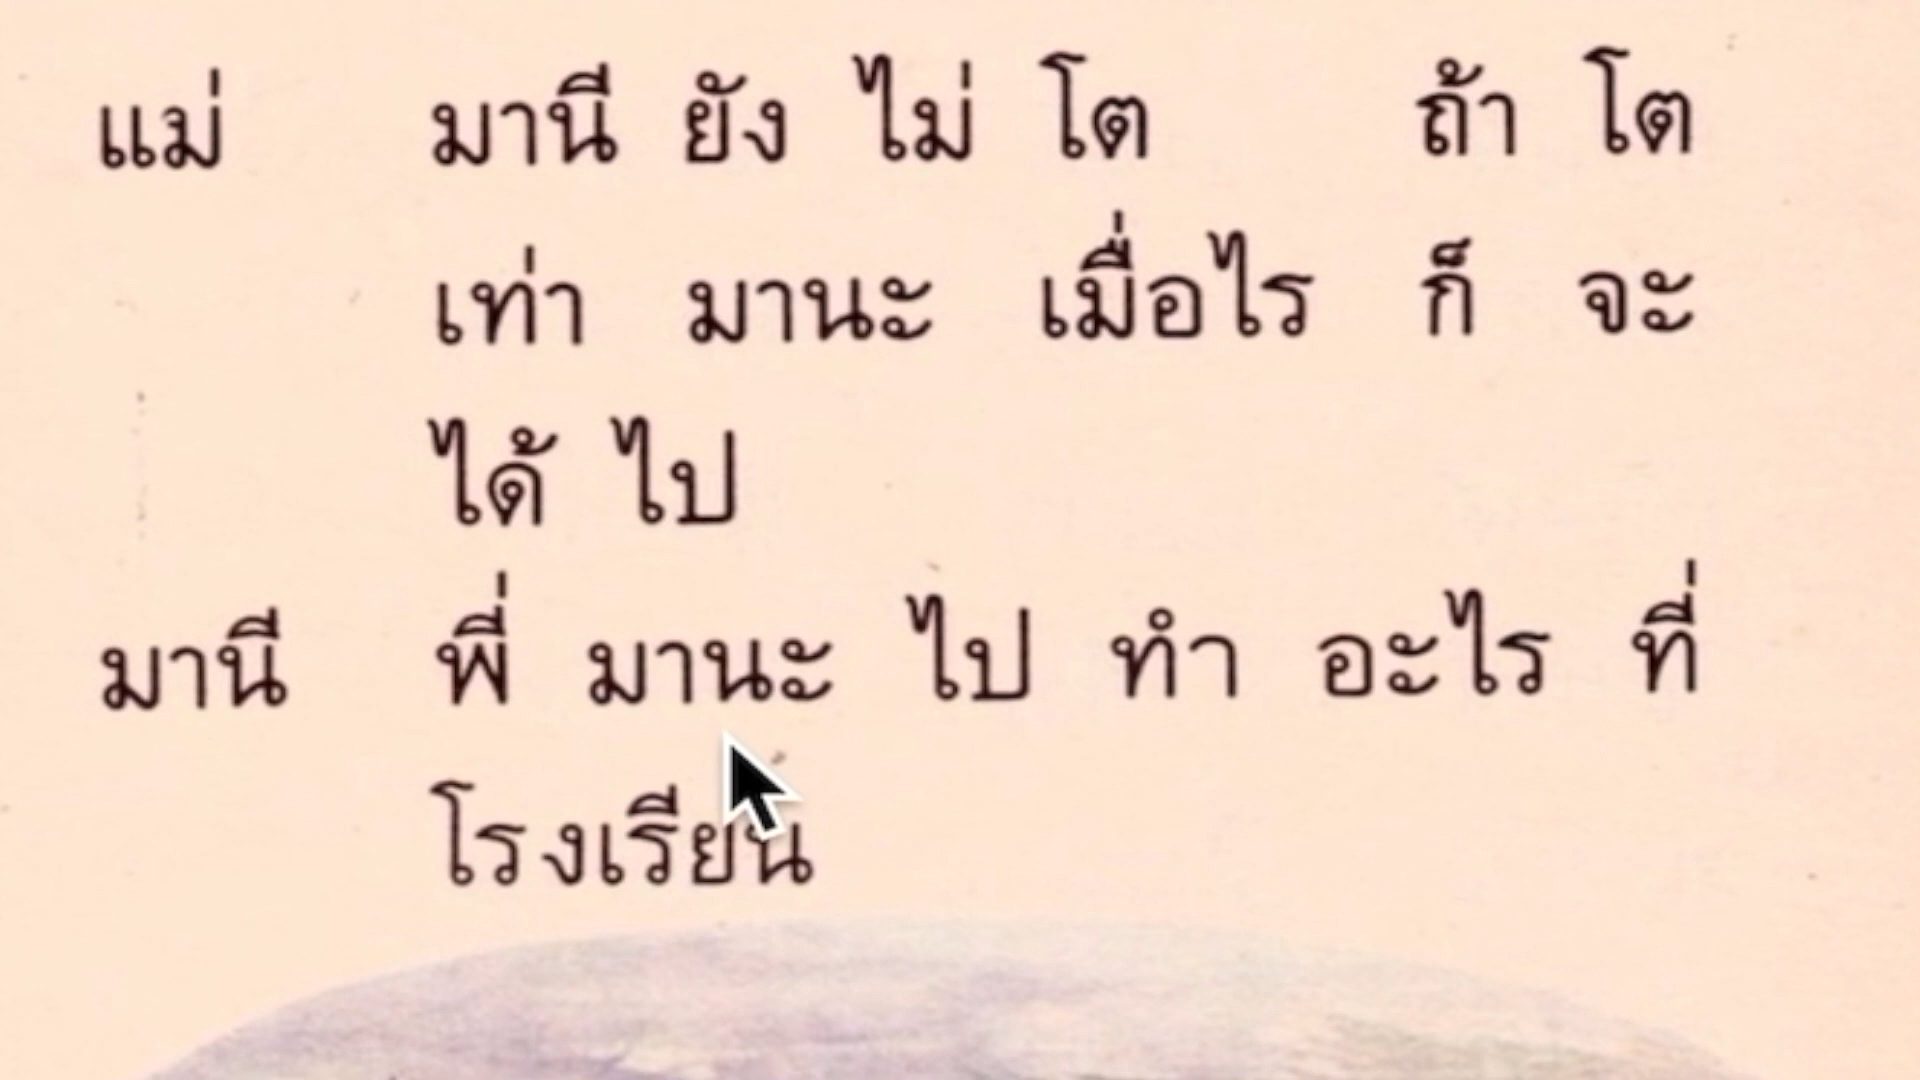 แม่ มานี ยัง ไม่ โต ถ้า โต
เท่า มานะ เมื่อไร ก็ จะ
ได้ ไป
มานี พี่ มานะ ไป ทำ อะไร ที่
โรงเรียน